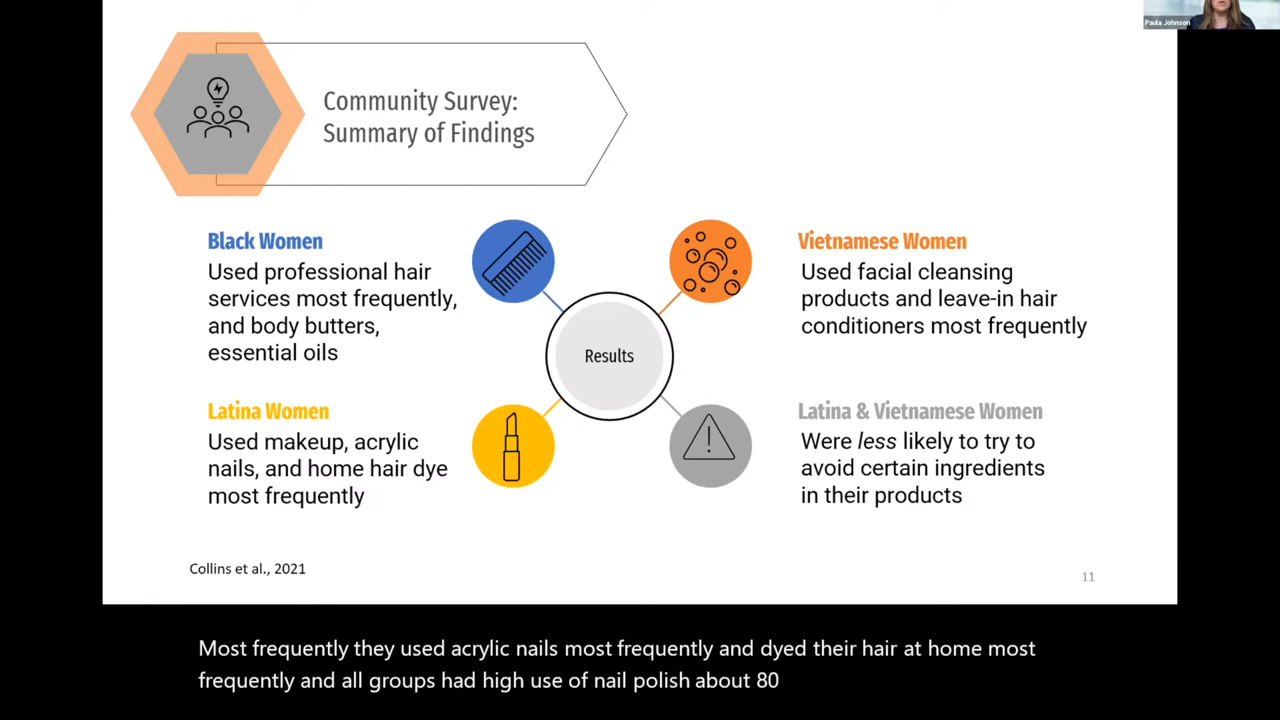 Paula Johnson
Community Survey:
Summary of Findings
Black Women
Used professional hair
services most frequently,
and body butters,
essential oils
Vietnamese Women
Used facial cleansing
products and leave-in hair
conditioners most frequently
Results
Latina Women
Used makeup, acrylic
nails, and home hair dye
most frequently
Latina & Vietnamese Women
Were less likely to try to
avoid certain ingredients
in their products
Collins et al., 2021
11
Most frequently they used acrylic nails most frequently and dyed their hair at home most
frequently and all groups had high use of nail polish about 80